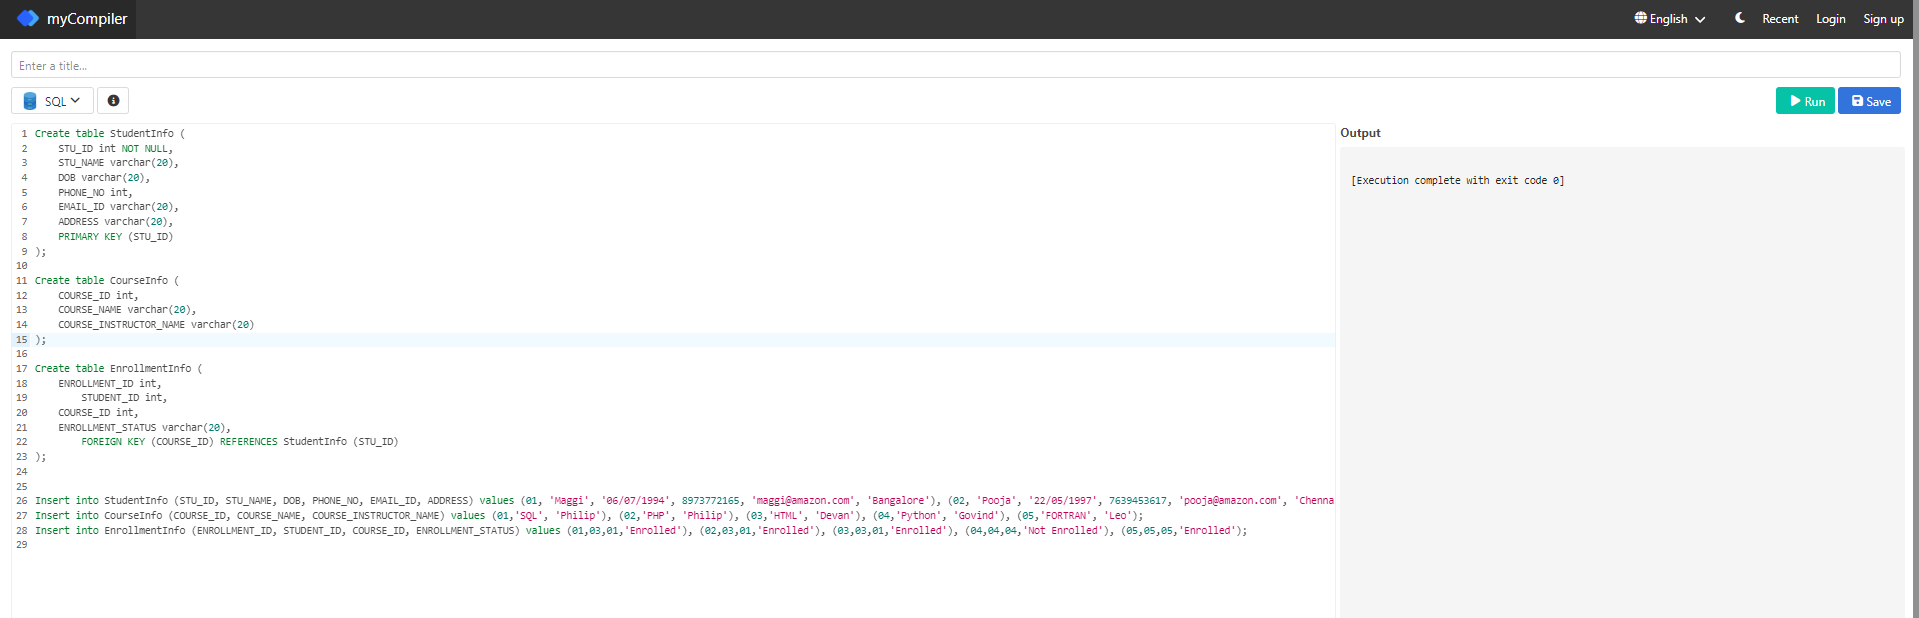 myCompiler
English
Recent
Login
Sign up
Enter a title...
SQL
Run
Save
1 Create table StudentInfo (
2 STU_ID int NOT NULL,
3 STU_NAME varchar(20),
4 DOB varchar(20),
5 PHONE_NO int,
6 EMAIL_ID varchar(20),
7 ADDRESS varchar(20),
8 PRIMARY KEY (STU_ID)
9 );
10
11 Create table CourseInfo (
12 COURSE_ID int,
13 COURSE_NAME varchar(20),
14 COURSE_INSTRUCTOR_NAME varchar(20)
15 );
16
17 Create table EnrollmentInfo (
18 ENROLLMENT_ID int,
19 STUDENT_ID int,
20 COURSE_ID int,
21 ENROLLMENT_STATUS varchar(20),
22 FOREIGN KEY (COURSE_ID) REFERENCES StudentInfo (STU_ID)
23 );
24
25
26 Insert into StudentInfo (STU_ID, STU_NAME, DOB, PHONE_NO, EMAIL_ID, ADDRESS) values (01, 'Maggi', '06/07/1994', 8973772165, 'maggi@amazon.com', 'Bangalore'), (02, 'Pooja', '22/05/1997', 7639453617, 'pooja@amazon.com', 'Chenna
27 Insert into CourseInfo (COURSE_ID, COURSE_NAME, COURSE_INSTRUCTOR_NAME) values (01,'SQL', 'Philip'), (02,'PHP', 'Philip'), (03,'HTML', 'Devan'), (04,'Python', 'Govind'), (05,'FORTRAN', 'Leo');
28 Insert into EnrollmentInfo (ENROLLMENT_ID, STUDENT_ID, COURSE_ID, ENROLLMENT_STATUS) values (01,03,01,'Enrolled'), (02,03,01,'Enrolled'), (03,03,01,'Enrolled'), (04,04,04,'Not Enrolled'), (05,05,05,'Enrolled');
29
Output
[Execution complete with exit code 0]